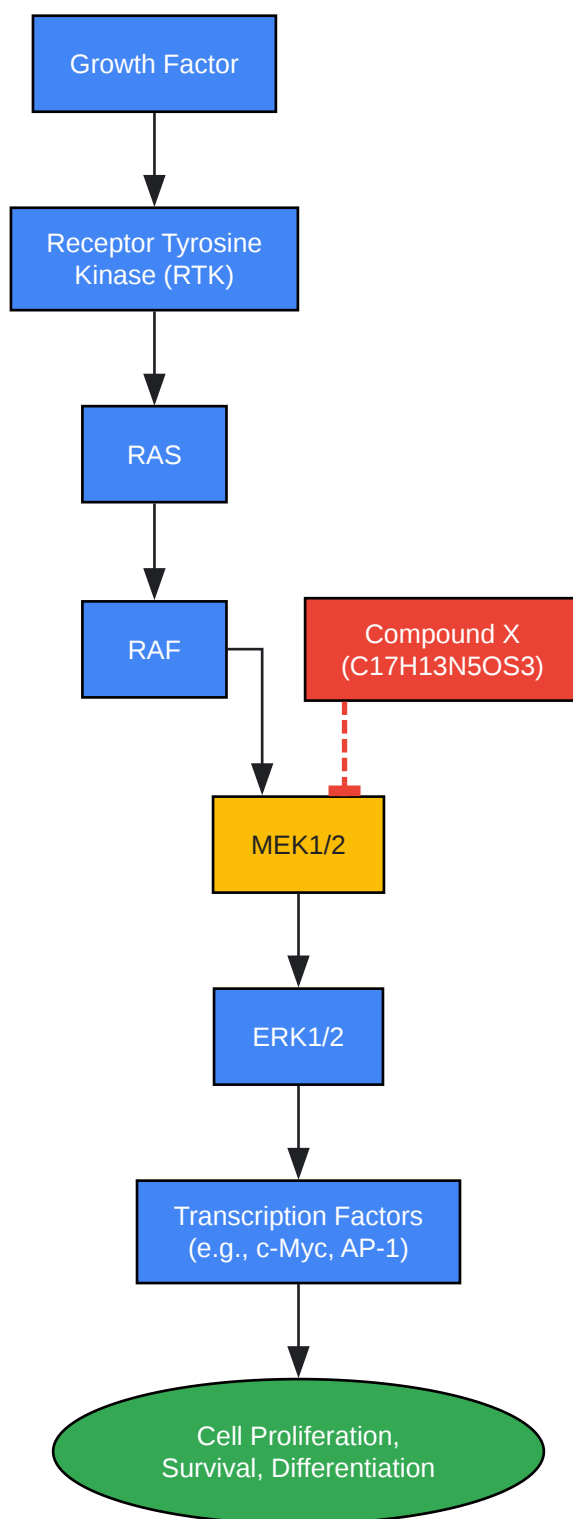 Growth Factor
Receptor Tyrosine
Kinase (RTK)
RAS
RAF
Compound X
(C17H13N5OS3)
MEK1/2
ERK1/2
Transcription Factors
(e.g., c-Myc, AP-1)
Cell Proliferation,
Survival, Differentiation